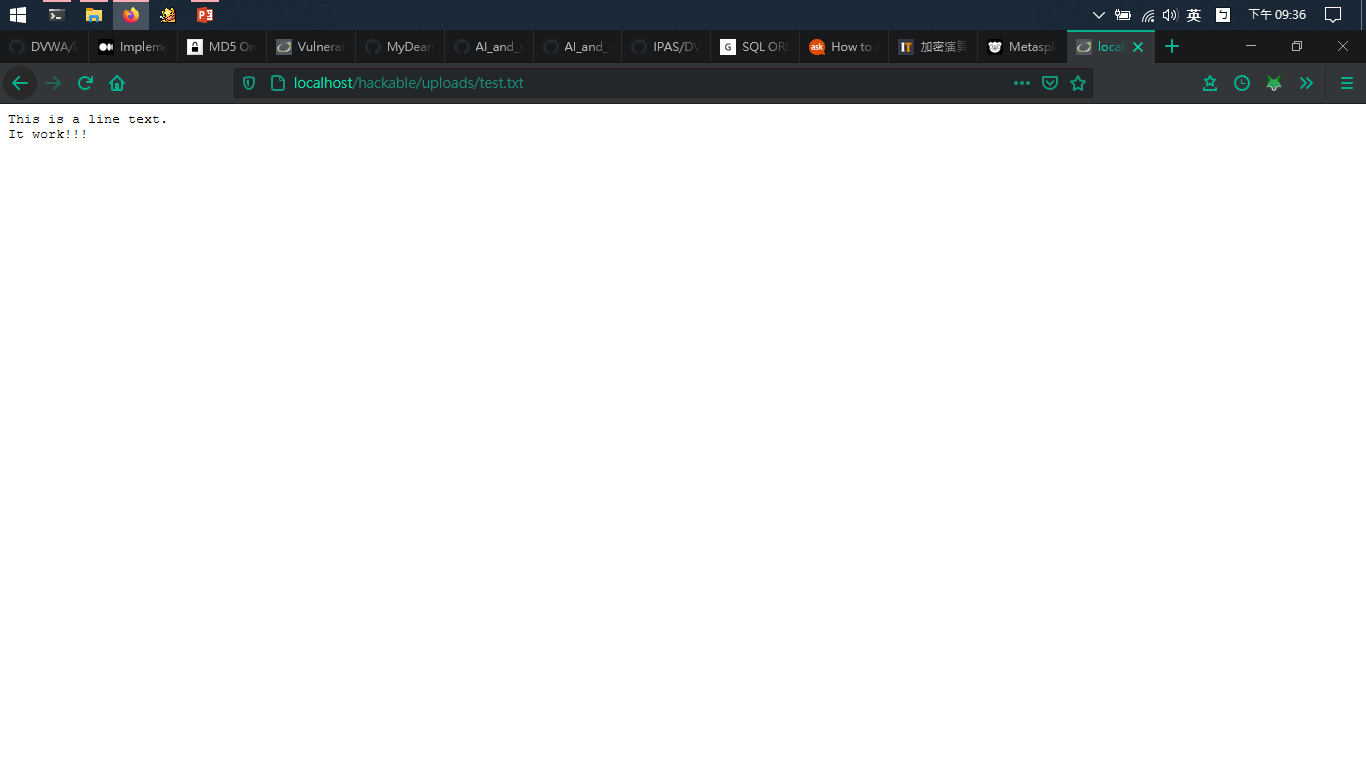 英 ㄅ 下午 09:36
DVWA/ Implem MD5 On Vulneral MyDear AI_and_ AI_and_ IPAS/DV SQL ORI How to 加密演算 Metaspl local
localhost/hackable/uploads/test.txt
This is a line text.
It work!!!